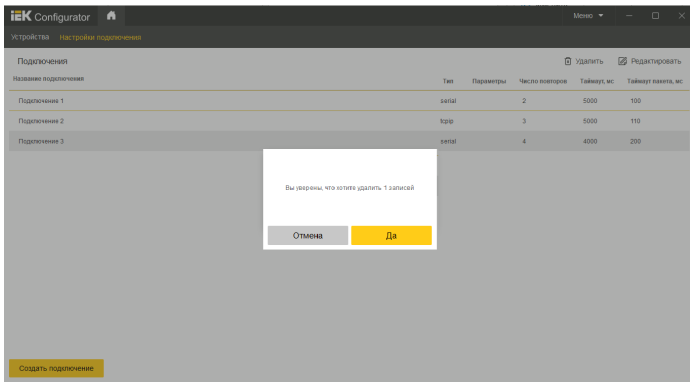 iEK Configurator Меню
Устройства Настройки подключения
Подключения Удалить Редактировать
Название подключения Тип Параметры Число повторов Таймаут, мс Таймаут пакета, мс
Подключение 1 serial 2 5000 100
Подключение 2 tcpip 3 5000 110
Подключение 3 serial 4 4000 200
Вы уверены, что хотите удалить 1 записей
Отмена Да
Создать подключение